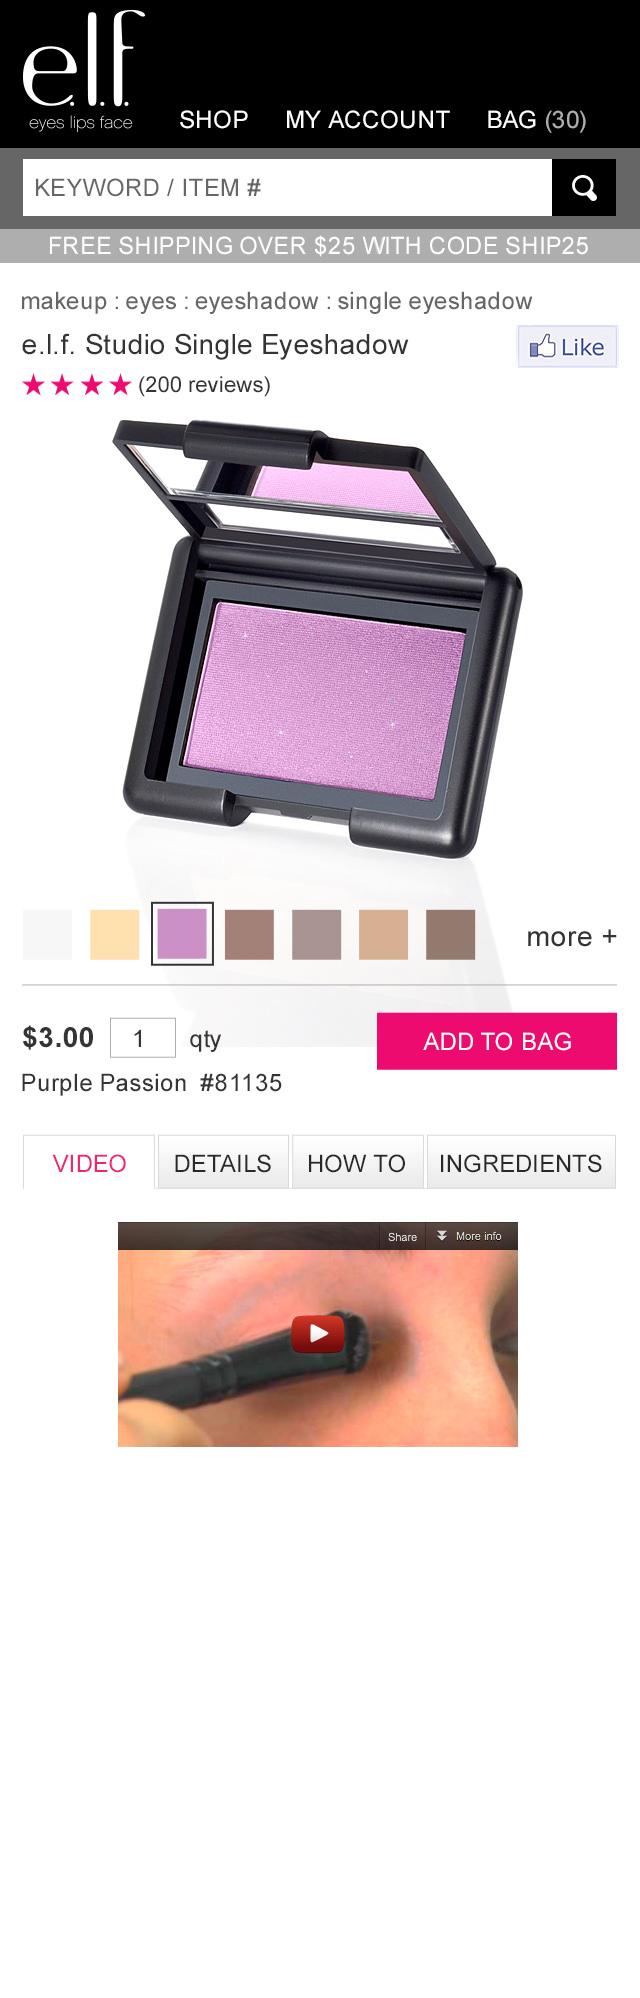 e.l.f.
eyes lips face
SHOP MY ACCOUNT BAG (30)
KEYWORD / ITEM #
FREE SHIPPING OVER $25 WITH CODE SHIP25
makeup : eyes : eyeshadow : single eyeshadow
e.l.f. Studio Single Eyeshadow
Like
(200 reviews)
more +
$3.00 1 qty
ADD TO BAG
Purple Passion #81135
VIDEO DETAILS HOW TO INGREDIENTS
Share More info